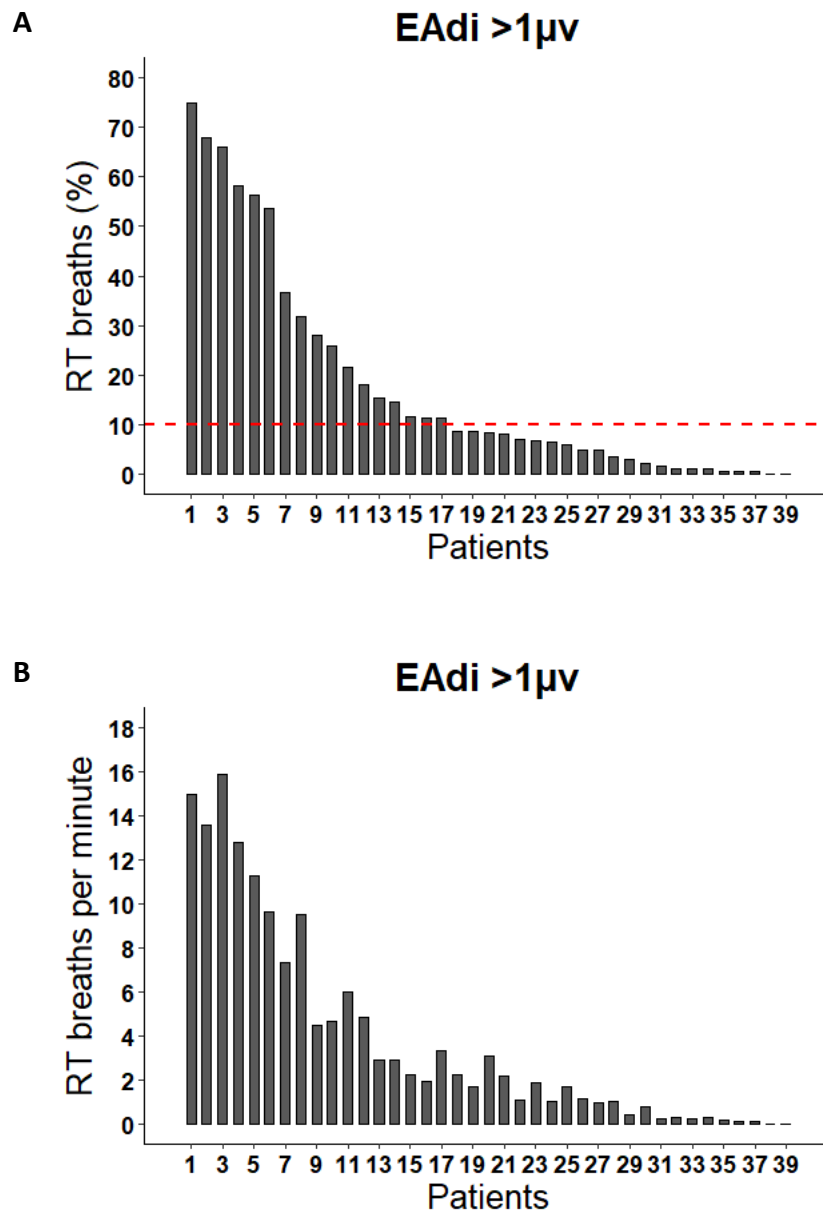 A
EAdi >1µv
RT breaths (%)
80
70
60
50
40
30
20
10
0
1 3 5 7 9 11 13 15 17 19 21 23 25 27 29 31 33 35 37 39
Patients
B
EAdi >1µv
RT breaths per minute
18
16
14
12
10
8
6
4
2
0
1 3 5 7 9 11 13 15 17 19 21 23 25 27 29 31 33 35 37 39
Patients